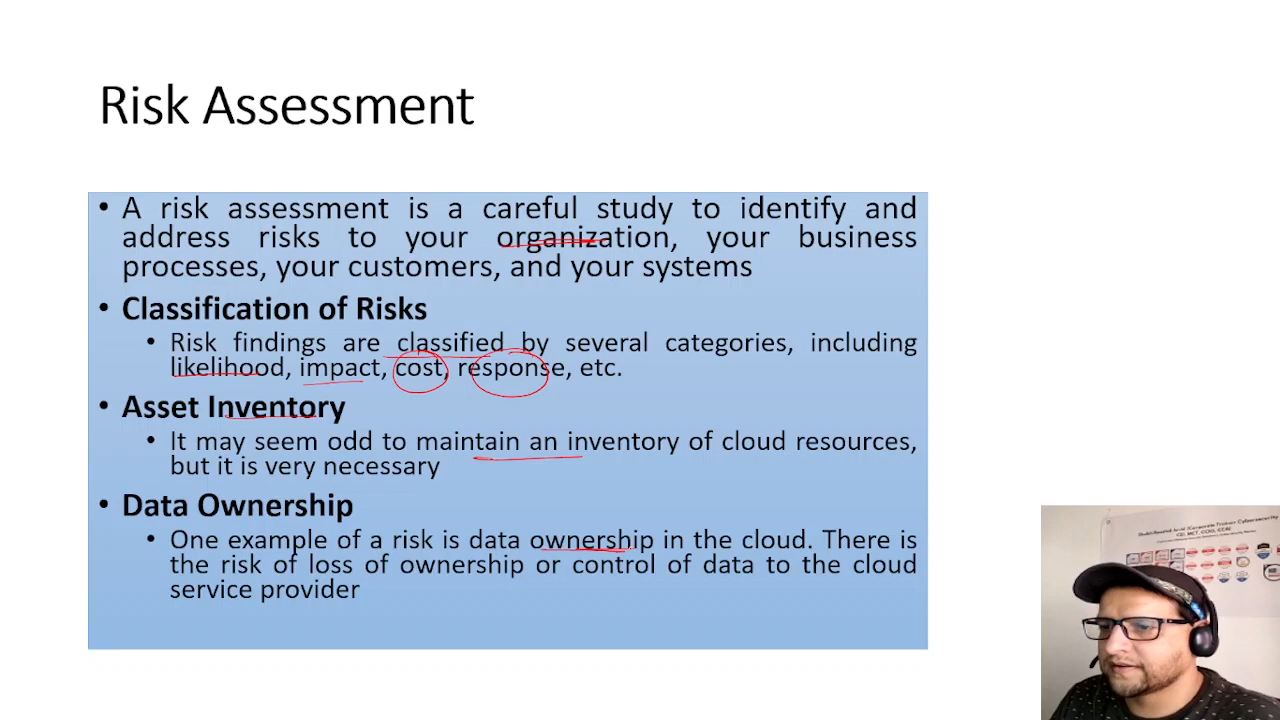 Risk Assessment
• A risk assessment is a careful study to identify and
address risks to your organization, your business
processes, your customers, and your systems
• Classification of Risks
• Risk findings are classified by several categories, including
likelihood, impact, cost, response, etc.
• Asset Inventory
• It may seem odd to maintain an inventory of cloud resources,
but it is very necessary
• Data Ownership
• One example of a risk is data ownership in the cloud. There is
the risk of loss of ownership or control of data to the cloud
service provider